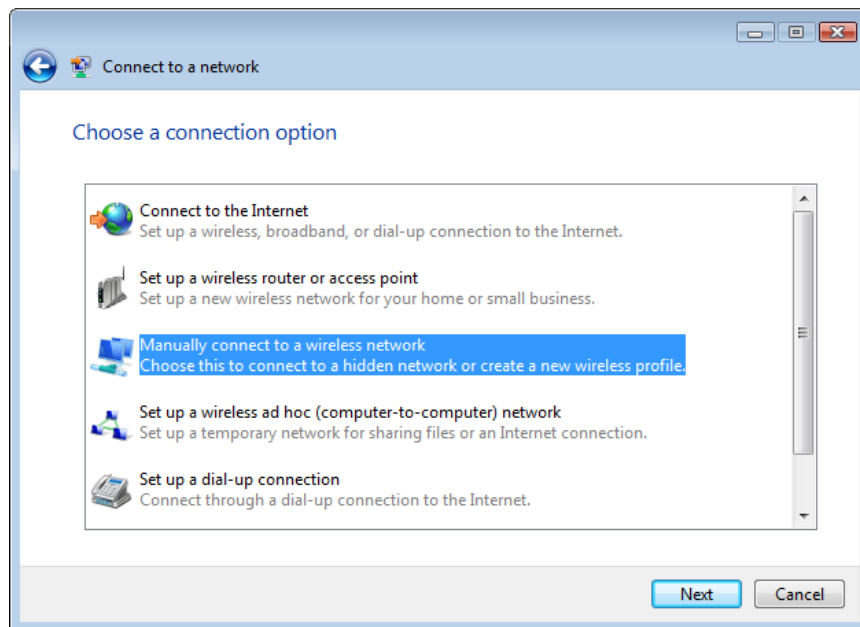 Connect to a network
Choose a connection option
Connect to the Internet
Set up a wireless, broadband, or dial-up connection to the Internet.
Set up a wireless router or access point
Set up a new wireless network for your home or small business.
Manually connect to a wireless network
Choose this to connect to a hidden network or create a new wireless profile.
Set up a wireless ad hoc (computer-to-computer) network
Set up a temporary network for sharing files or an Internet connection.
Set up a dial-up connection
Connect through a dial-up connection to the Internet.
Next Cancel